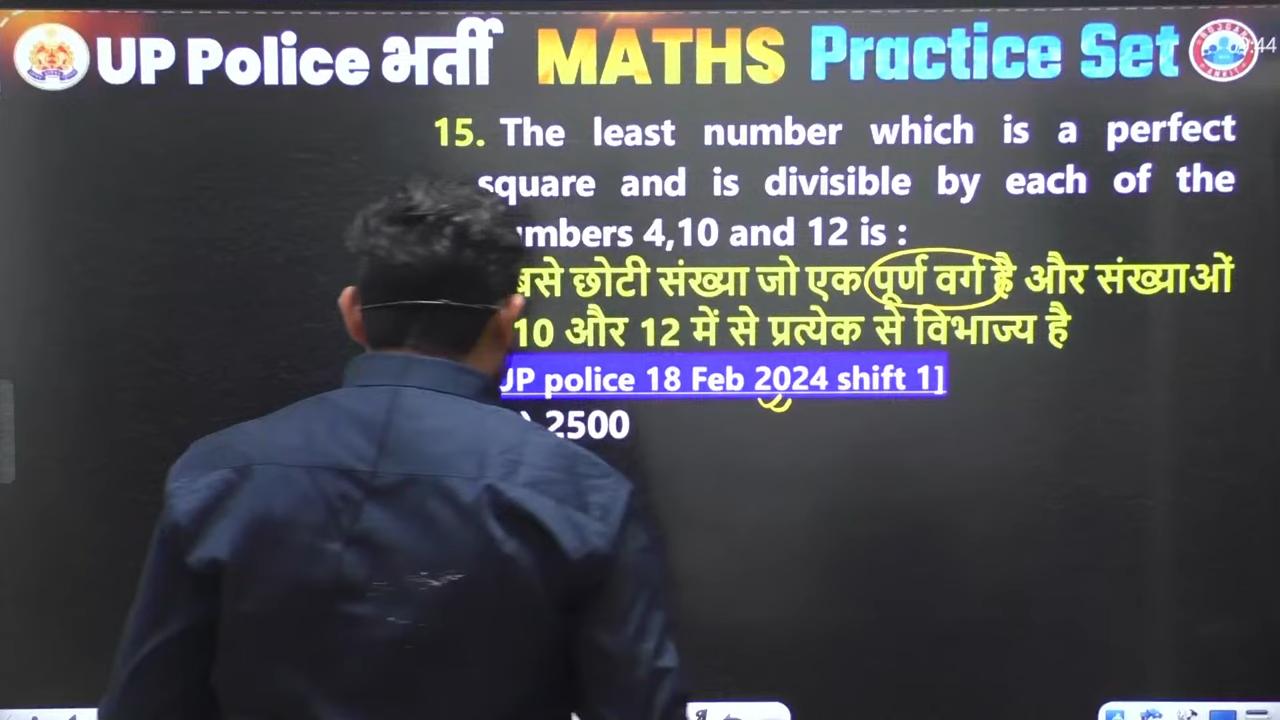 UP Police भर्ती MATHS Practice Set
15. The least number which is a perfect
square and is divisible by each of the
4,10 and 12 is :
छोटी संख्या जो एक पूर्ण वर्ग है और संख्याओं
10 और 12 में से प्रत्येक से विभाज्य है
police 18 Feb 2024 shift 1]
2500